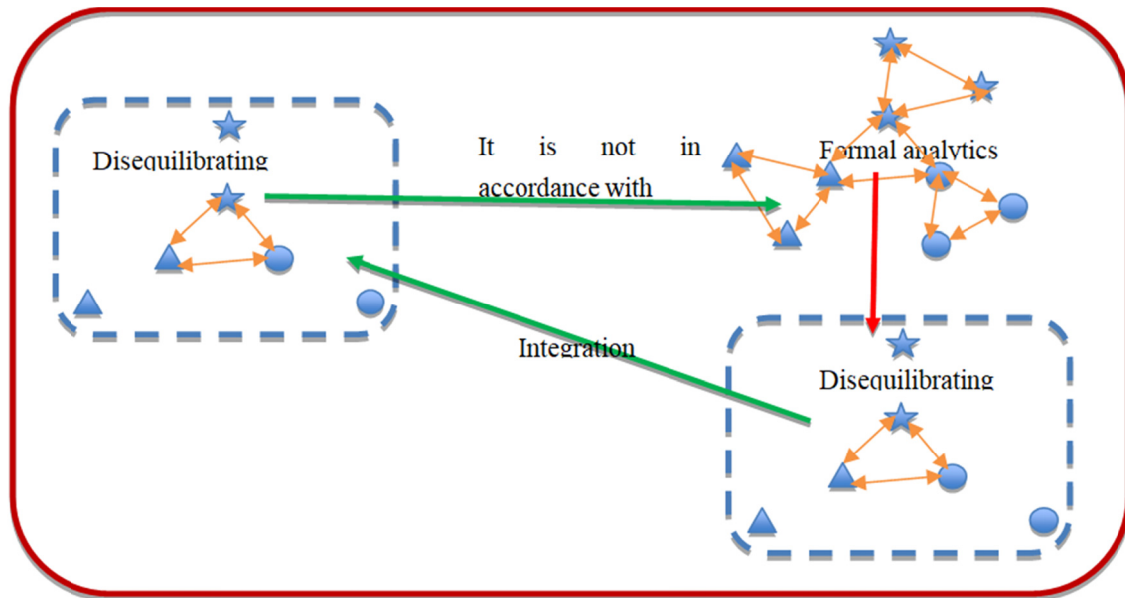 Disequilibrating
It is not in
accordance with
Formal analytics
Integration
Disequilibrating